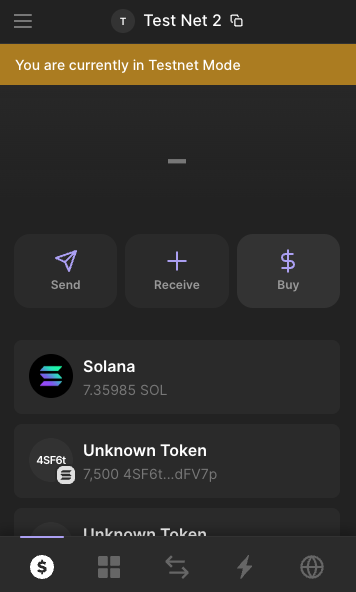 T
Test Net 2
You are currently in Testnet Mode
–
Send
Receive
Buy
Solana
7.35985 SOL
4SF6t
Unknown Token
7,500 4SF6t...dFV7p
Unknown Token